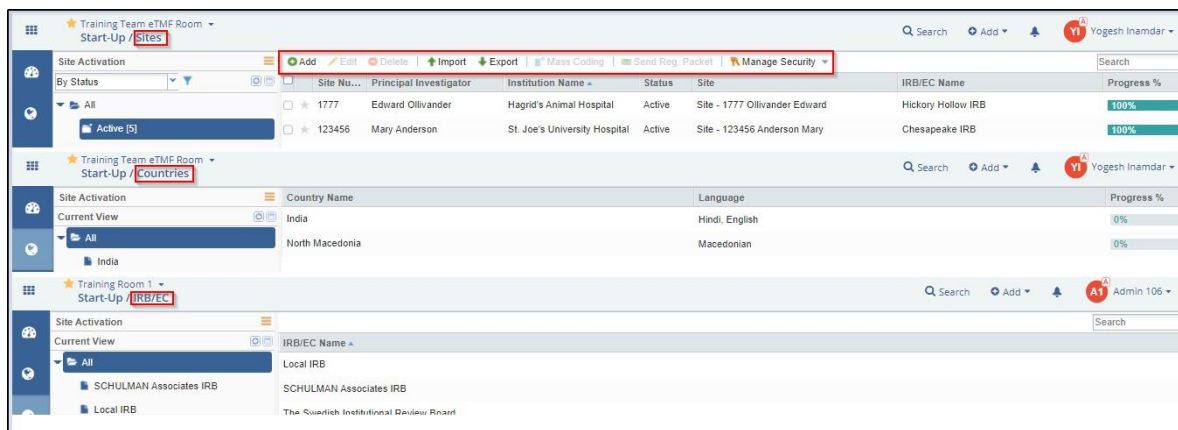 Training Team eTMF Room
Start-Up / Sites
Search Add A YI Yogesh Inamdar
Site Activation
Add Edit Delete Import Export Mass Coding Send Reg. Packet Manage Security Search
By Status
Site Nu... Principal Investigator Institution Name Status Site IRB/EC Name Progress %
All
1777 Edward Ollivander Hagrid's Animal Hospital Active Site - 1777 Ollivander Edward Hickory Hollow IRB 100%
Active [5]
123456 Mary Anderson St. Joe's University Hospital Active Site - 123456 Anderson Mary Chesapeake IRB 100%
Training Team eTMF Room
Start-Up / Countries
Search Add A YI Yogesh Inamdar
Site Activation
Country Name Language Progress %
Current View
India Hindi, English 0%
All
North Macedonia Macedonian 0%
India
Training Room 1
Start-Up / IRB/EC
Search Add A A1 Admin 106
Site Activation
Search
Current View
IRB/EC Name
All
Local IRB
SCHULMAN Associates IRB
SCHULMAN Associates IRB
Local IRB
The Swedish Institutional Review Board